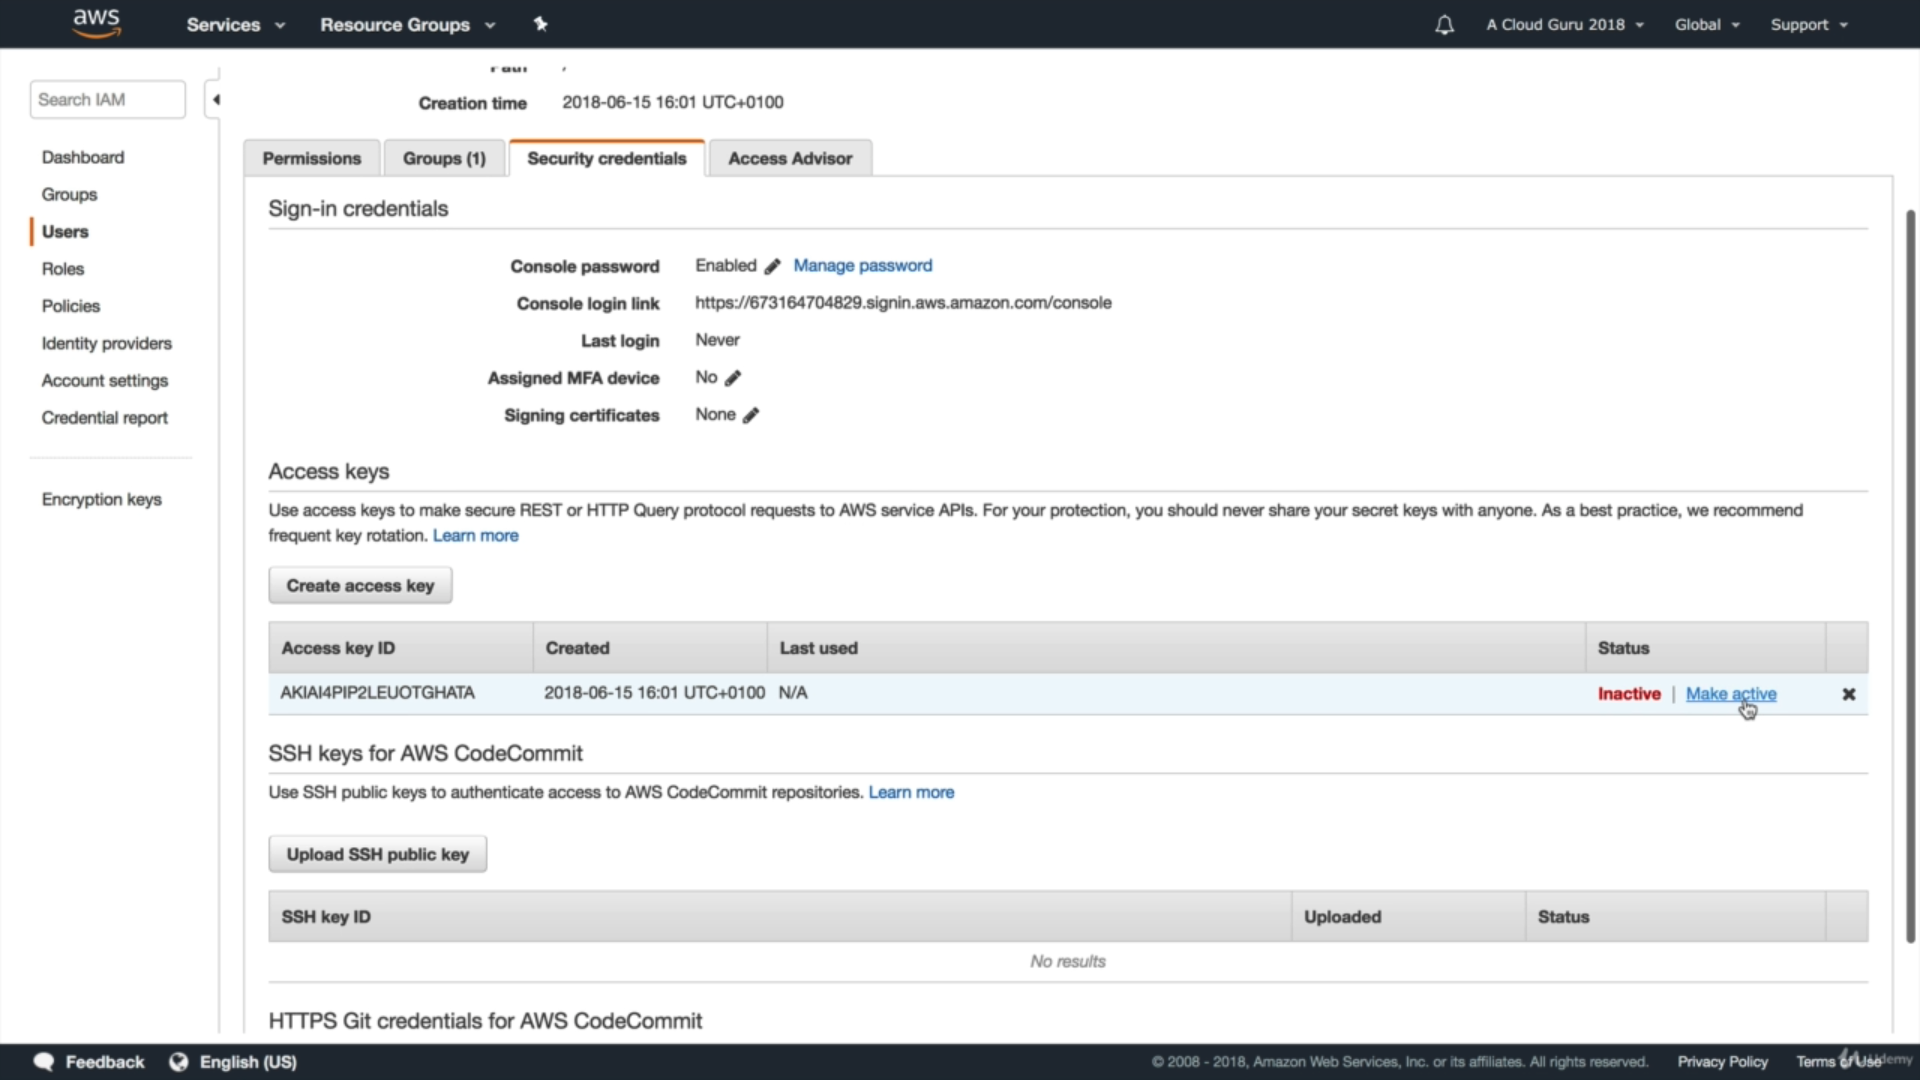 aws
Services
Resource Groups
A Cloud Guru 2018
Global
Support
Search IAM
Dashboard
Groups
Users
Roles
Policies
Identity providers
Account settings
Credential report
Encryption keys
Path /
Creation time 2018-06-15 16:01 UTC+0100
Permissions
Groups (1)
Security credentials
Access Advisor
Sign-in credentials
Console password Enabled Manage password
Console login link https://673164704829.signin.aws.amazon.com/console
Last login Never
Assigned MFA device No
Signing certificates None
Access keys
Use access keys to make secure REST or HTTP Query protocol requests to AWS service APIs. For your protection, you should never share your secret keys with anyone. As a best practice, we recommend
frequent key rotation. Learn more
Create access key
Access key ID Created Last used Status
AKIAI4PIP2LEUOTGHATA 2018-06-15 16:01 UTC+0100 N/A Inactive | Make active
SSH keys for AWS CodeCommit
Use SSH public keys to authenticate access to AWS CodeCommit repositories. Learn more
Upload SSH public key
SSH key ID Uploaded Status
No results
HTTPS Git credentials for AWS CodeCommit
Feedback
English (US)
© 2008 - 2018, Amazon Web Services, Inc. or its affiliates. All rights reserved.
Privacy Policy
Terms of Use
Udemy